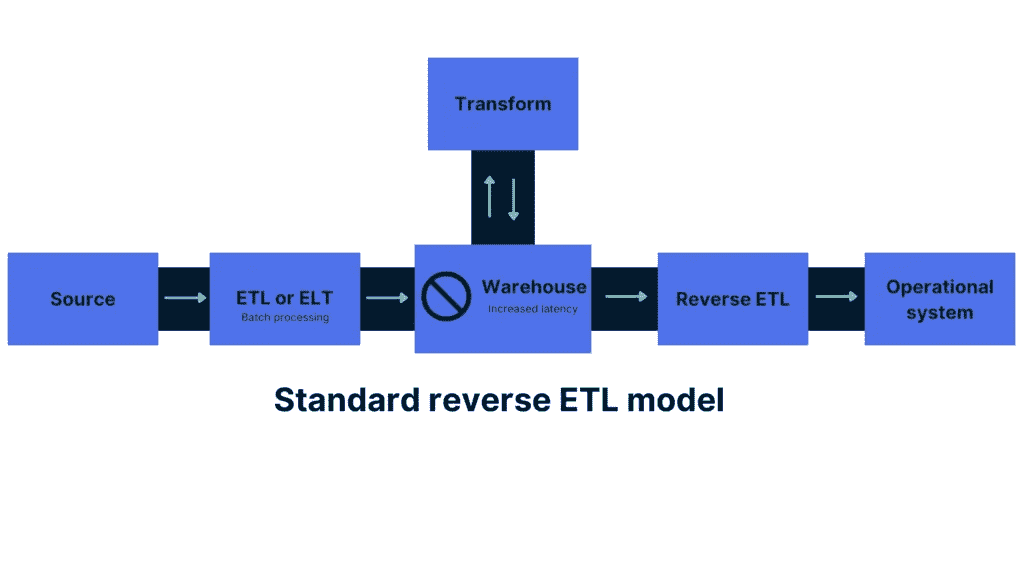 Transform
Source
ETL or ELT
Batch processing
Warehouse
Increased latency
Reverse ETL
Operational
system
Standard reverse ETL model